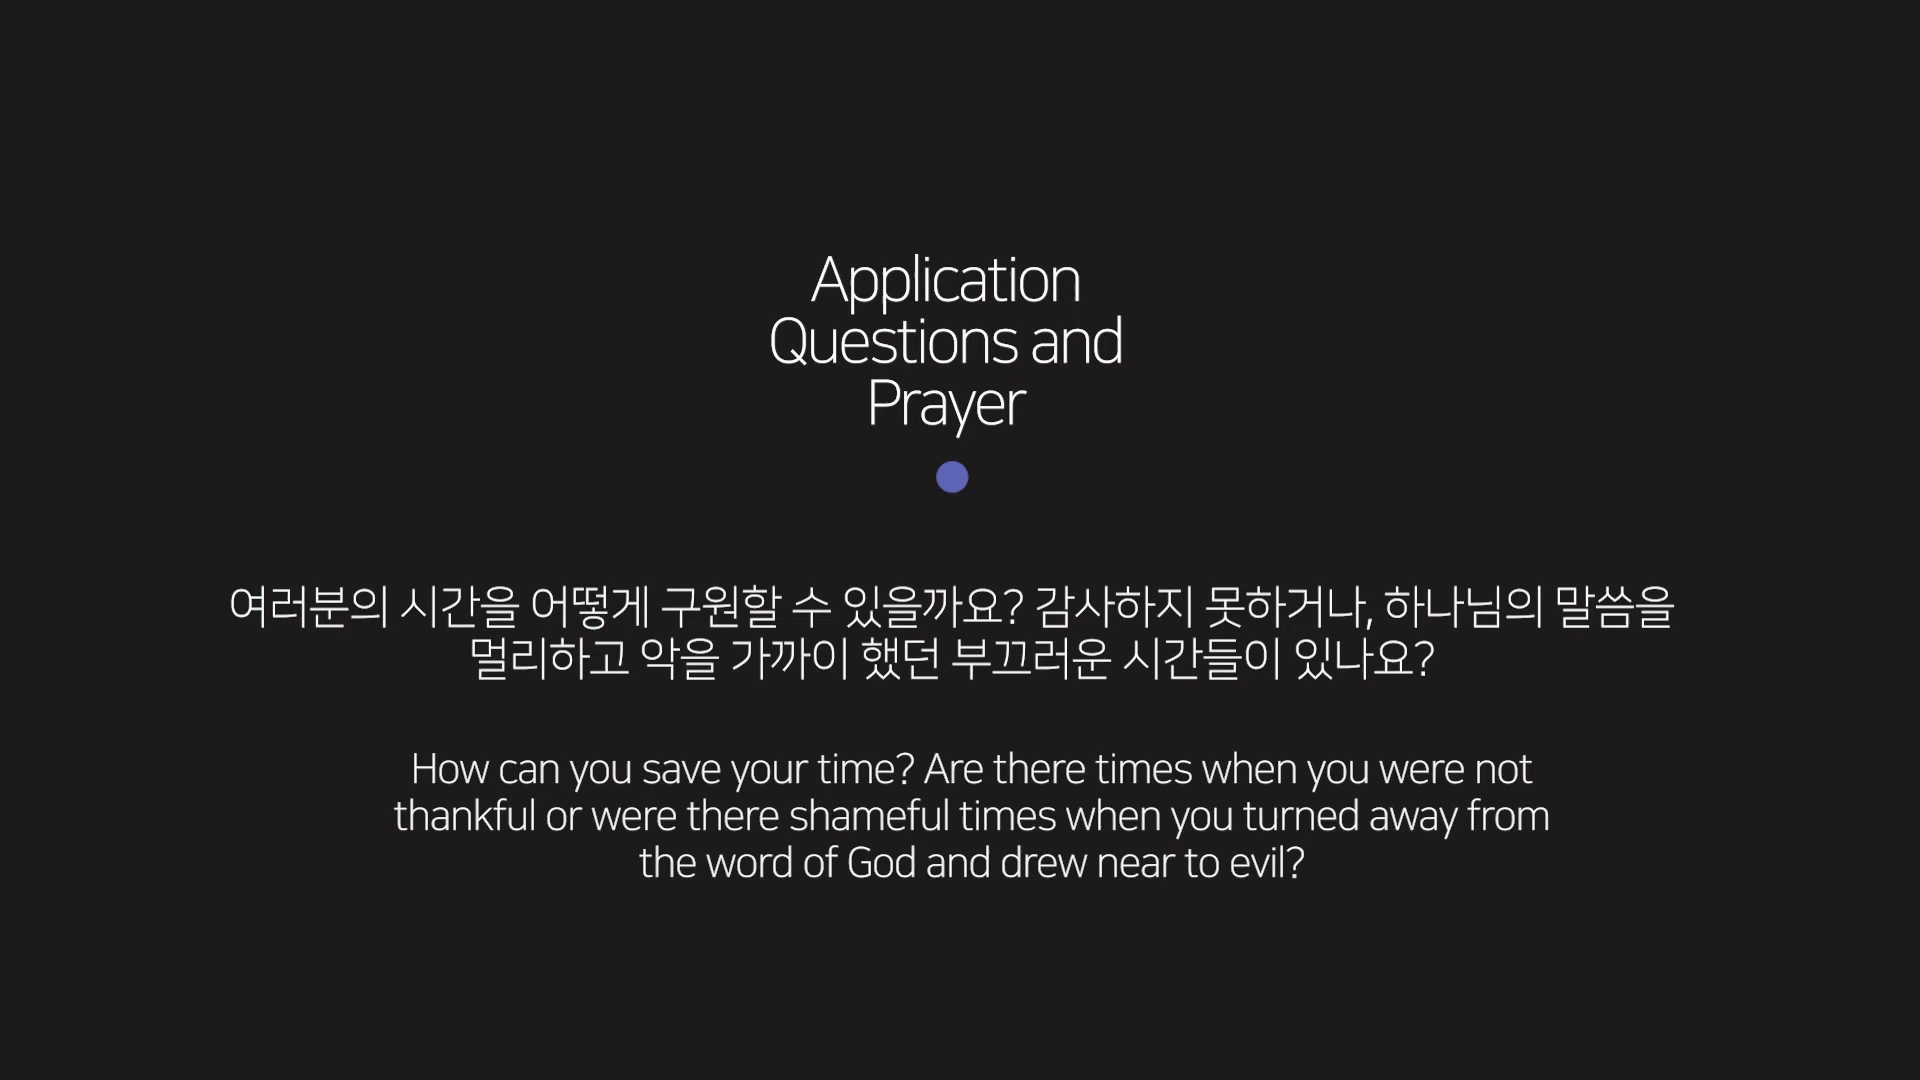 Application
Questions and
Prayer
여러분의 시간을 어떻게 구원할 수 있을까요? 감사하지 못하거나, 하나님의 말씀을
멀리하고 악을 가까이 했던 부끄러운 시간들이 있나요?
How can you save your time? Are there times when you were not
thankful or were there shameful times when you turned away from
the word of God and drew near to evil?